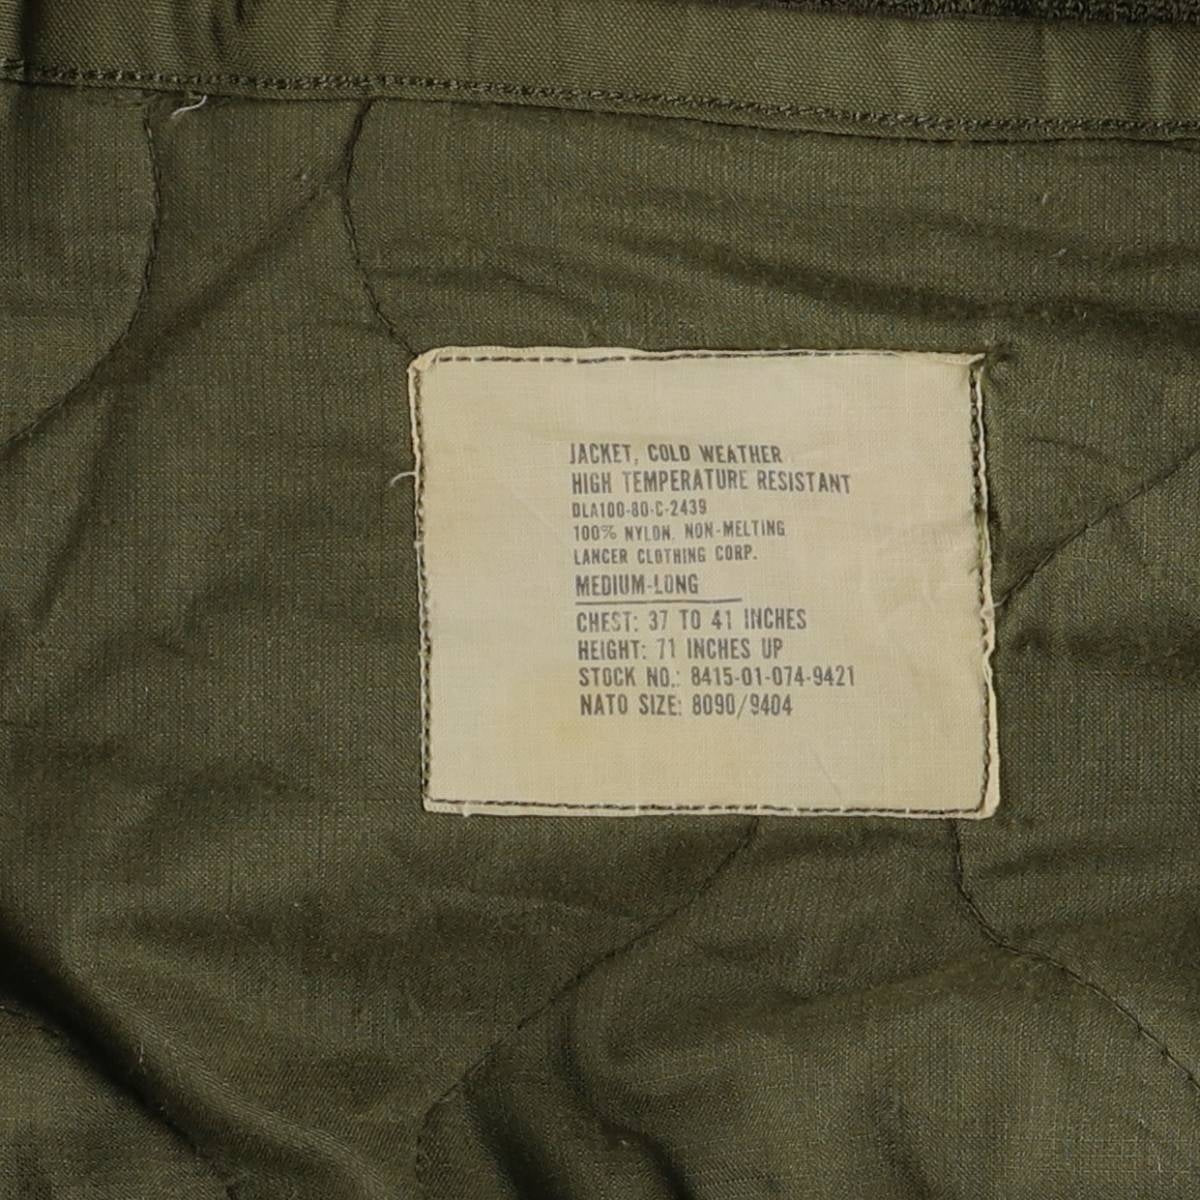 JACKET, COLD WEATHER
HIGH TEMPERATURE RESISTANT
DLA100-80-C-2439
100% NYLON, NON-MELTING
LANCER CLOTHING CORP.
MEDIUM-LONG
CHEST: 37 TO 41 INCHES
HEIGHT: 71 INCHES UP
STOCK NO.: 8415-01-074-9421
NATO SIZE: 8090/9404